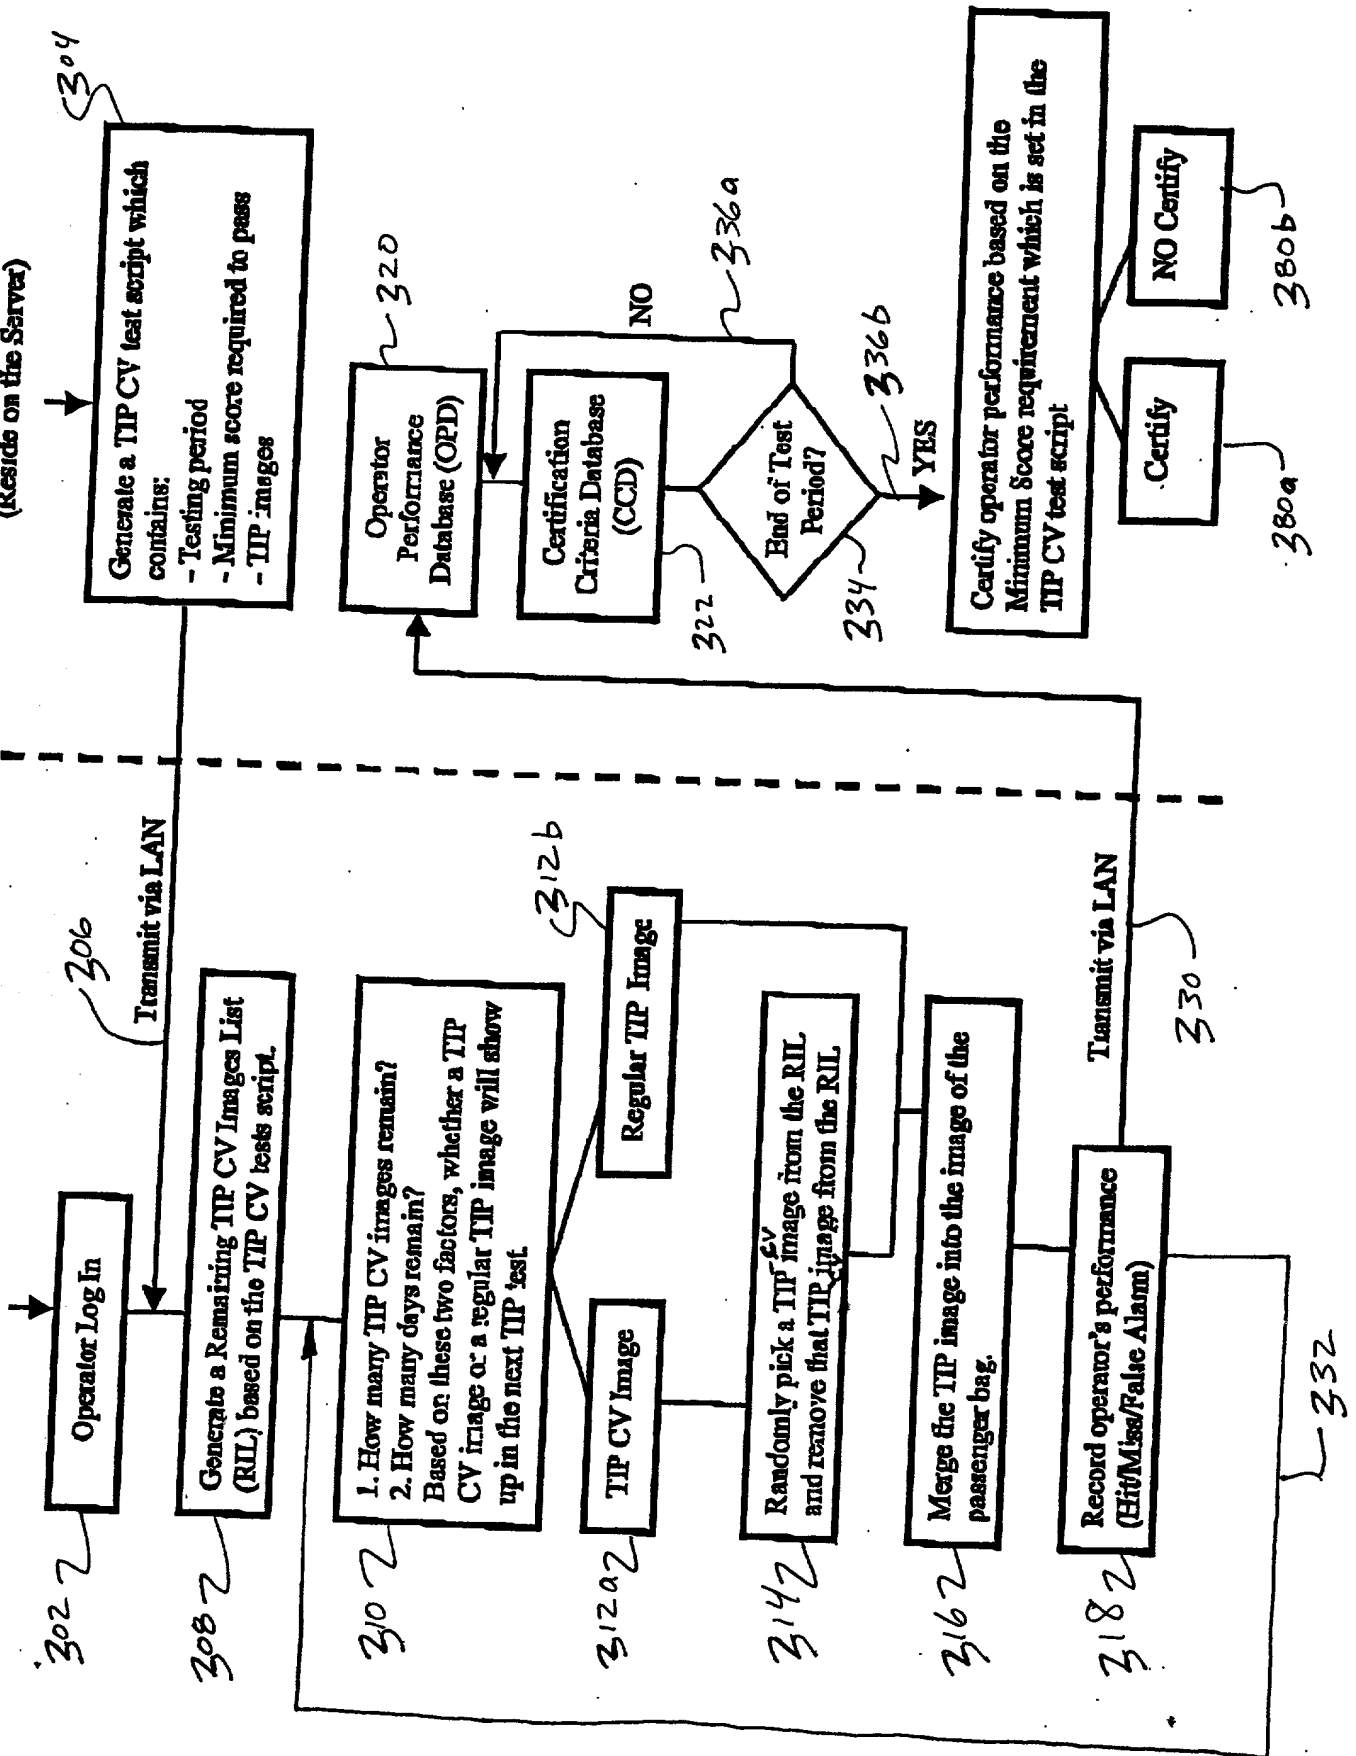 (Reside on the Server)
304
Generate a TIP CV test script which
contains:
- Testing period
- Minimum score required to pass
- TIP images
306
Transmit via LAN
302
Operator Log In
308
Generate a Remaining TIP CV Images List
(RIL) based on the TIP CV tests script.
310
1. How many TIP CV images remain?
2. How many days remain?
Based on these two factors, whether a TIP
CV image or a regular TIP image will show
up in the next TIP test.
312a
TIP CV Image
312b
Regular TIP Image
314
CV
Randomly pick a TIP image from the RIL
and remove that TIP image from the RIL
CV
316
Merge the TIP image into the image of the
passenger bag.
318
Record operator's performance
(Hit/Miss/False Alarm)
332
Transmit via LAN
330
320
Operator
Performance
Database (OPD)
322
Certification
Criteria Database
(CCD)
334
End of Test
Period?
NO
336a
YES
336b
Certify operator performance based on the
Minimum Score requirement which is set in the
TIP CV test script
Certify
380a
NO Certify
380b